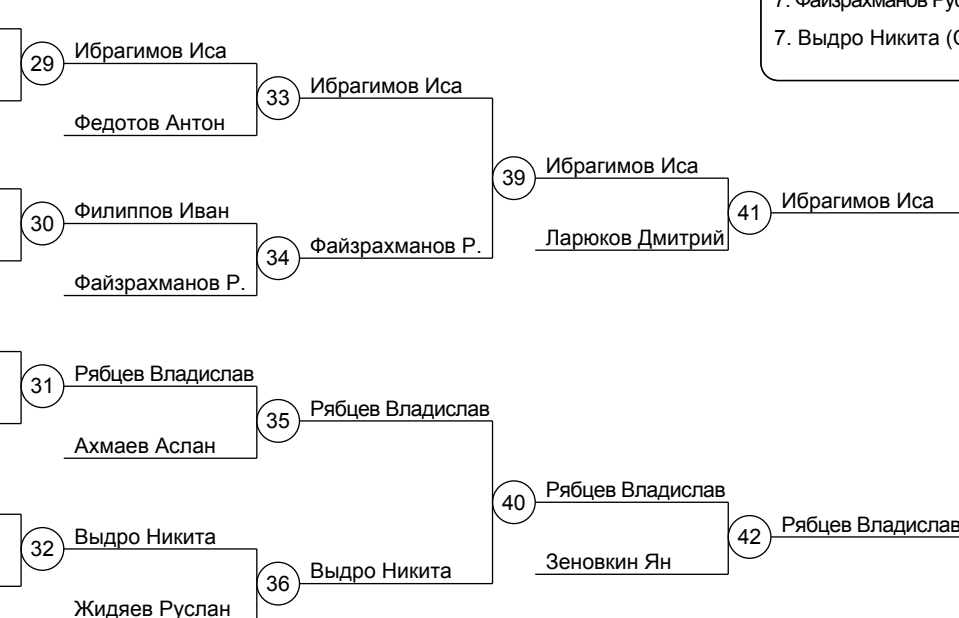 7. Файзрахманов
7. Выдро Никита
29 Ибрагимов Иса
33 Ибрагимов Иса
Федотов Антон
39 Ибрагимов Иса
30 Филиппов Иван
41 Ибрагимов Иса
34 Файзрахманов Р.
Ларюков Дмитрий
Файзрахманов Р.
31 Рябцев Владислав
35 Рябцев Владислав
Ахмаев Аслан
40 Рябцев Владислав
32 Выдро Никита
42 Рябцев Владислав
36 Выдро Никита
Зеновкин Ян
Жидяев Руслан